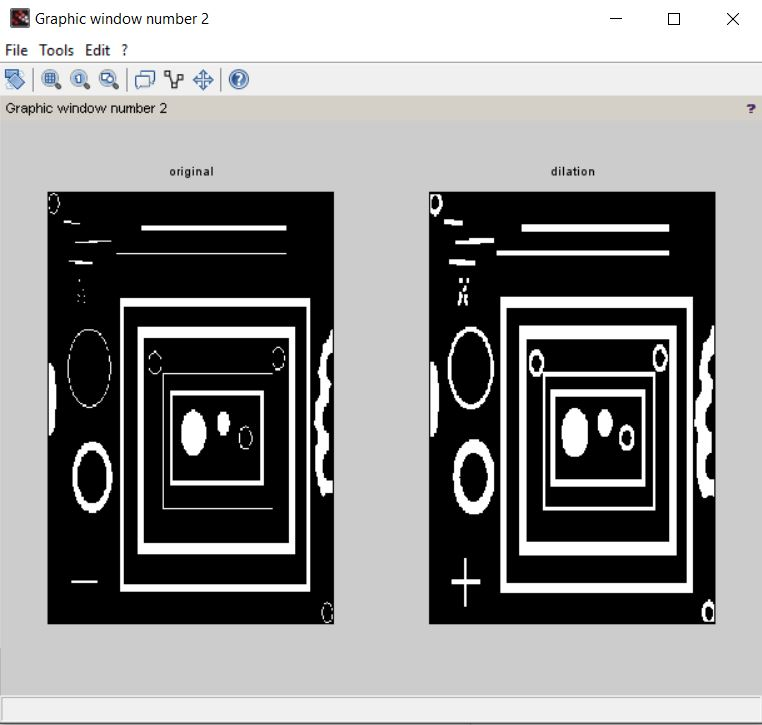 Graphic window number 2
File Tools Edit ?
Graphic window number 2 ?
original dilation